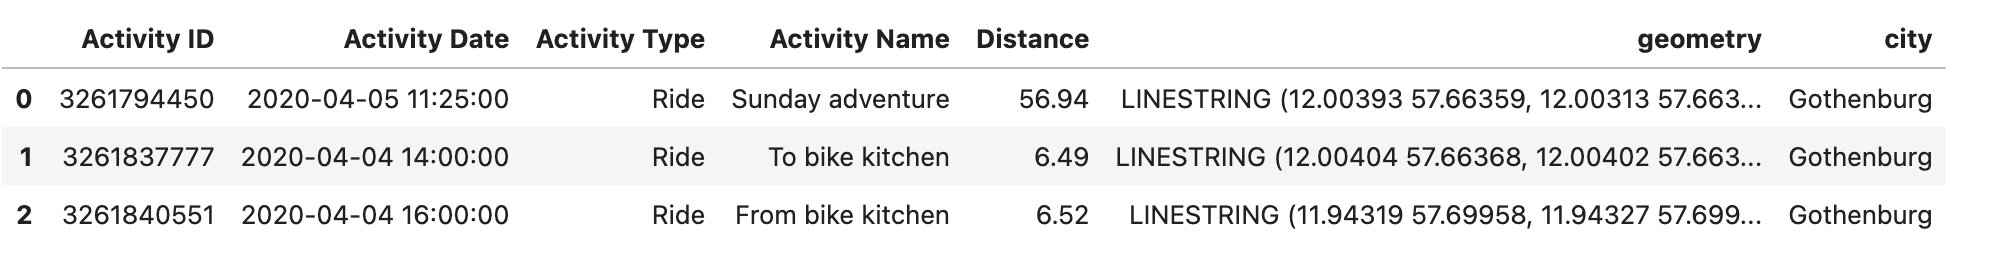 Activity ID Activity Date Activity Type Activity Name Distance geometry city
0 3261794450 2020-04-05 11:25:00 Ride Sunday adventure 56.94 LINESTRING (12.00393 57.66359, 12.00313 57.663... Gothenburg
1 3261837777 2020-04-04 14:00:00 Ride To bike kitchen 6.49 LINESTRING (12.00404 57.66368, 12.00402 57.663... Gothenburg
2 3261840551 2020-04-04 16:00:00 Ride From bike kitchen 6.52 LINESTRING (11.94319 57.69958, 11.94327 57.699... Gothenburg